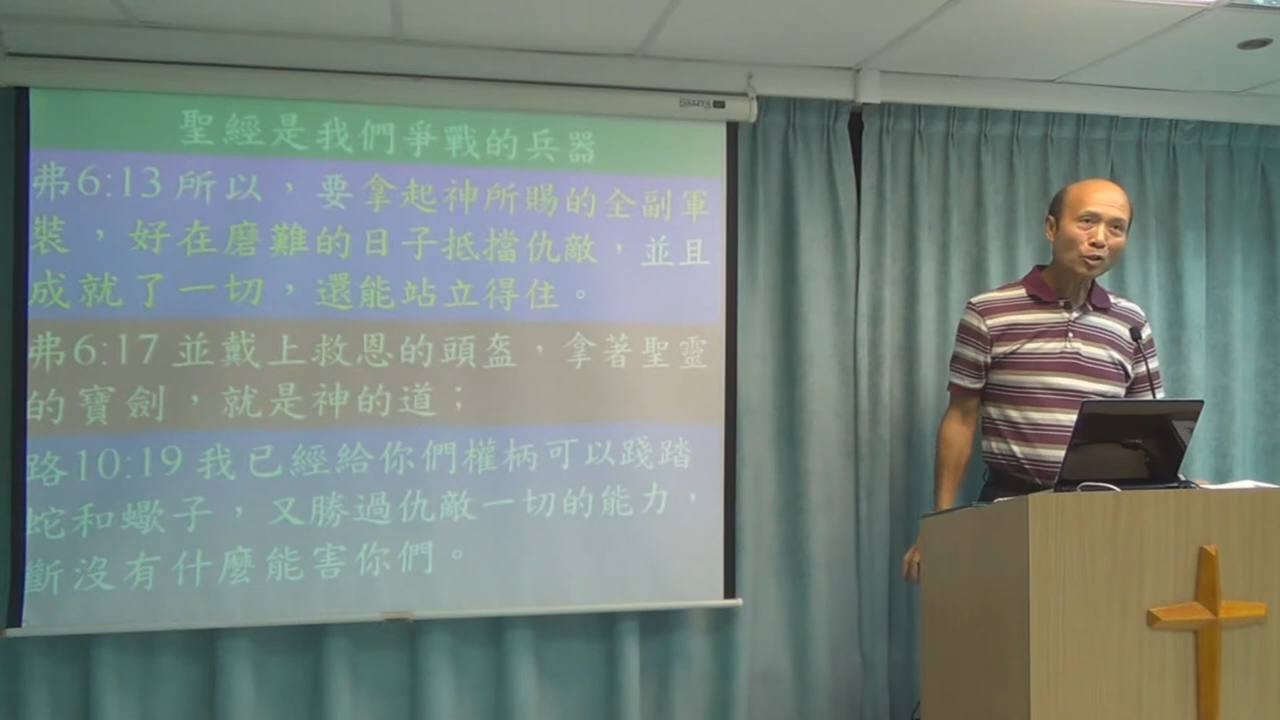 聖經是我們爭戰的兵器
弗6:13 所以，要拿起神所賜的全副軍
裝，好在磨難的日子抵擋仇敵，並且
成就了一切，還能站立得住。
弗6:17 並戴上救恩的頭盔，拿著聖靈
的寶劍，就是神的道；
路10:19 我已經給你們權柄可以踐踏
蛇和蠍子，又勝過仇敵一切的能力，
斷沒有什麼能害你們。